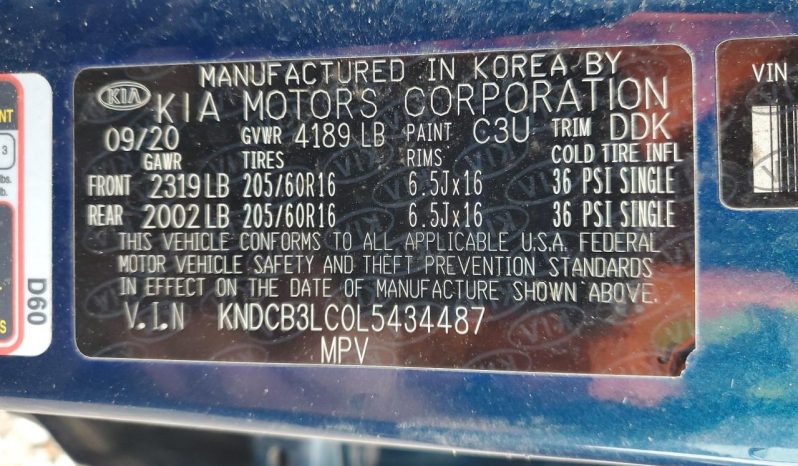 MANUFACTURED IN KOREA BY
KIA KIA MOTORS CORPORATION
09/20 GVWR 4189 LB PAINT C3U TRIM DDK
GAWR TIRES RIMS COLD TIRE INFL
FRONT 2319 LB 205/60R16 6.5Jx16 36 PSI SINGLE
REAR 2002 LB 205/60R16 6.5Jx16 36 PSI SINGLE
THIS VEHICLE CONFORMS TO ALL APPLICABLE U.S.A. FEDERAL
MOTOR VEHICLE SAFETY AND THEFT PREVENTION STANDARDS
IN EFFECT ON THE DATE OF MANUFACTURE SHOWN ABOVE.
V.I.N KNDCB3LC0L5434487
MPV
D60
VIN